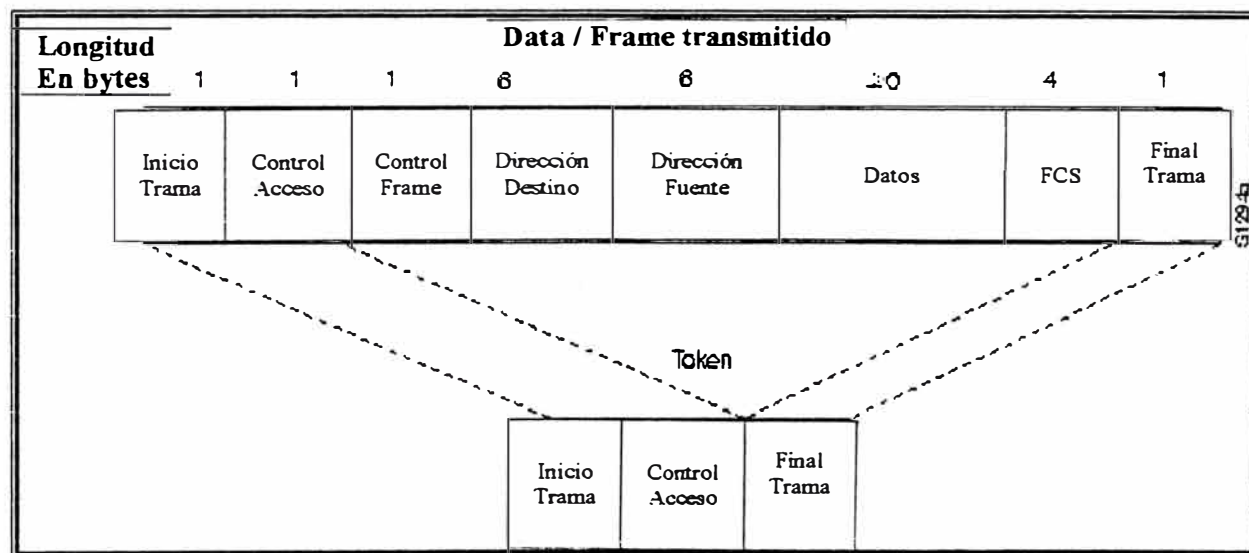 Longitud
En bytes
Data / Frame transmitido
1 1 1 6 6 4 1
Inicio
Trama
Control
Acceso
Control
Frame
Dirección
Destino
Dirección
Fuente
Datos
FCS
Final
Trama
G1294a
Token
Inicio
Trama
Control
Acceso
Final
Trama